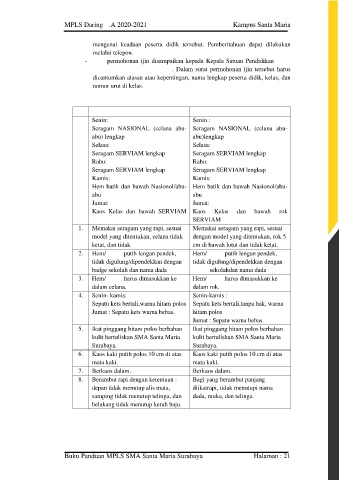 MPLS Daring .A 2020-2021 Kampus Santa Maria
mengenai keadaan peserta didik tersebut. Pemberitahuan dapat dilakukan
melalui telepon.
- permohonan ijin disampaikan kepada Kepala Satuan Pendidikan
. Dalam surat permohonan ijin tersebut harus
dicantumkan alasan atau kepentingan, nama lengkap peserta didik, kelas, dan
nomor urut di kelas.
Senin:
Seragam NASIONAL (celana abu-
abu) lengkap
Selasa:
Seragam SERVIAM lengkap
Rabu:
Seragam SERVIAM lengkap
Kamis:
Hem batik dan bawah Nasional/abu-
abu
Jumat:
Kaos Kelas dan bawah SERVIAM
Senin :
Seragam NASIONAL (celana abu-
abu)lengkap
Selasa:
Seragam SERVIAM lengkap
Rabu:
Seragam SERVIAM lengkap
Kamis:
Hem batik dan bawah Nasional/abu-
abu
Jumat:
Kaos Kelas dan bawah rok
SERVIAM
1. Memakai seragam yang rapi, sesuai
model yang ditentukan, celana tidak
ketat, dan tidak
Memakai seragam yang rapi, sesuai
dengan model yang ditentukan, rok 5
cm di bawah lutut dan tidak ketat.
2. Hem/ putih lengan pendek,
tidak digulung/dipendekkan dengan
badge sekolah dan nama dada
Hem/ putih lengan pendek,
tidak digulung/dipendekkan dengan
sekolahdan nama dada
3. Hem/ harus dimasukkan ke
dalam celana.
Hem/ harus dimasukkan ke
dalam rok.
4. Senin- kamis:
Sepatu kets bertali,warna hitam polos
Jumat : Sepatu kets warna bebas.
Senin-kamis :
Sepatu kets bertali,tanpa hak, warna
hitam polos
Jumat : Sepatu warna bebas.
5. Ikat pinggang hitam polos berbahan
kulit bertuliskan SMA Santa Maria
Surabaya.
Ikat pinggang hitam polos berbahan
kulit bertuliskan SMA Santa Maria
Surabaya.
6. Kaos kaki putih polos 10 cm di atas
mata kaki.
Kaos kaki putih polos 10 cm di atas
mata kaki.
7. Berkaos dalam.
Berkaos dalam.
8. Berambut rapi dengan ketentuan :
depan tidak menutup alis mata,
samping tidak menutup telinga, dan
belakang tidak menutup kerah baju.
Bagi yang berambut panjang
diikatrapi, tidak menutupi nama
dada, muka, dan telinga.
Buku Panduan MPLS SMA Santa Maria Surabaya Halaman : 21